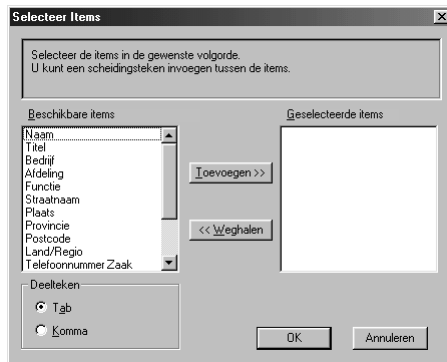 Selecteer Items
Selecteer de items in de gewenste volgorde.
U kunt een scheidingsteken invoegen tussen de items.
Beschikbare items
Geselecteerde items
Naam
Titel
Bedrijf
Afdeling
Functie
Straatnaam
Plaats
Provincie
Postcode
Land/Regio
Telefoonnummer Zaak
Toevoegen >>
<< Weghalen
Deelteken
Tab
Komma
OK
Annuleren